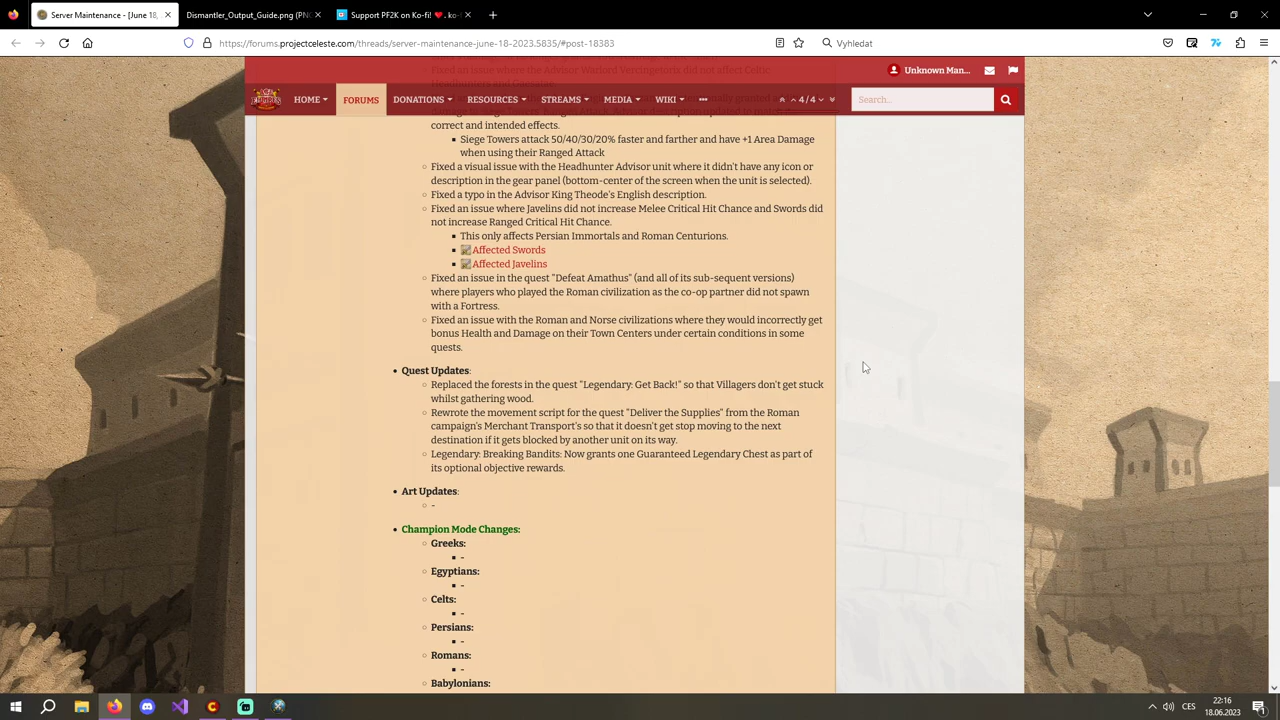 Server Maintenance - [June 18,
Dismantler_Output_Guide.png (PN
Support PF2K on Ko-fi! ❤. ko-
https://forums.projectceleste.com/threads/server-maintenance-june-18-2023.5835/#post-18383
Vyhledat
Fixed an issue where the Advisor Warlord Vercingetorix did not affect Celtic
Unknown Man...
HOME
FORUMS
DONATIONS
RESOURCES
STREAMS
MEDIA
WIKI
•••
4/4
Search...
correct and intended effects.
Siege Towers attack 50/40/30/20% faster and farther and have +1 Area Damage
when using their Ranged Attack
Fixed a visual issue with the Headhunter Advisor unit where it didn't have any icon or
description in the gear panel (bottom-center of the screen when the unit is selected).
Fixed a typo in the Advisor King Theode's English description.
Fixed an issue where Javelins did not increase Melee Critical Hit Chance and Swords did
not increase Ranged Critical Hit Chance.
This only affects Persian Immortals and Roman Centurions.
Affected Swords
Affected Javelins
Fixed an issue in the quest "Defeat Amathus" (and all of its sub-sequent versions)
where players who played the Roman civilization as the co-op partner did not spawn
with a Fortress.
Fixed an issue with the Roman and Norse civilizations where they would incorrectly get
bonus Health and Damage on their Town Centers under certain conditions in some
quests.
Quest Updates:
Replaced the forests in the quest "Legendary: Get Back!" so that Villagers don't get stuck
whilst gathering wood.
Rewrote the movement script for the quest "Deliver the Supplies" from the Roman
campaign's Merchant Transport's so that it doesn't get stop moving to the next
destination if it gets blocked by another unit on its way.
Legendary: Breaking Bandits: Now grants one Guaranteed Legendary Chest as part of
its optional objective rewards.
Art Updates:
-
Champion Mode Changes:
Greeks:
-
Egyptians:
-
Celts:
-
Persians:
-
Romans:
-
Babylonians:
CES
22:16
18.06.2023
1